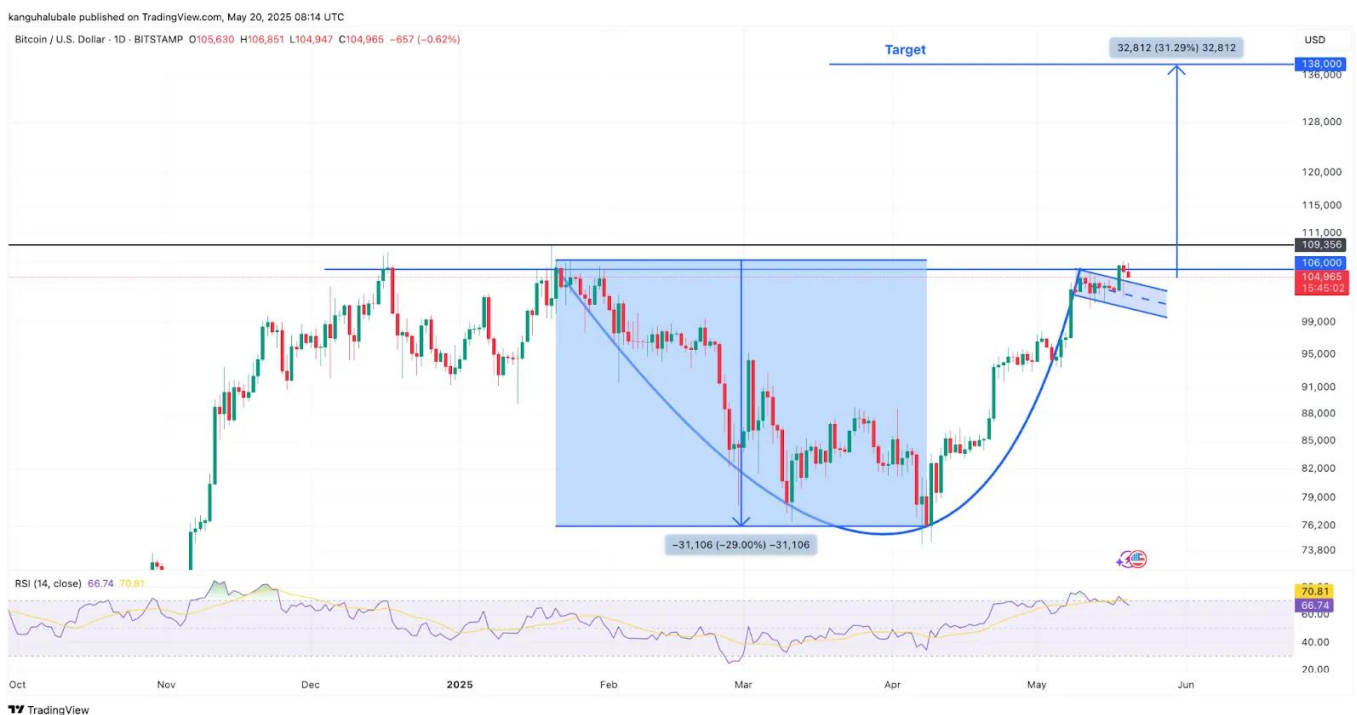 kanguhalubale published on TradingView.com, May 20, 2025 08:14 UTC
Bitcoin / U.S. Dollar · 1D · BITSTAMP O105,630 H106,851 L104,947 C104,965 −657 (−0.62%)
USD
Target
32,812 (31.29%) 32,812
138,000
136,000
128,000
120,000
115,000
111,000
109,356
106,000
104,965
15:45:02
99,000
95,000
91,000
88,000
85,000
82,000
79,000
76,200
73,800
−31,106 (−29.00%) −31,106
RSI (14, close) 66.74 70.81
70.81
66.74
60.00
40.00
20.00
Oct Nov Dec 2025 Feb Mar Apr May Jun
TradingView